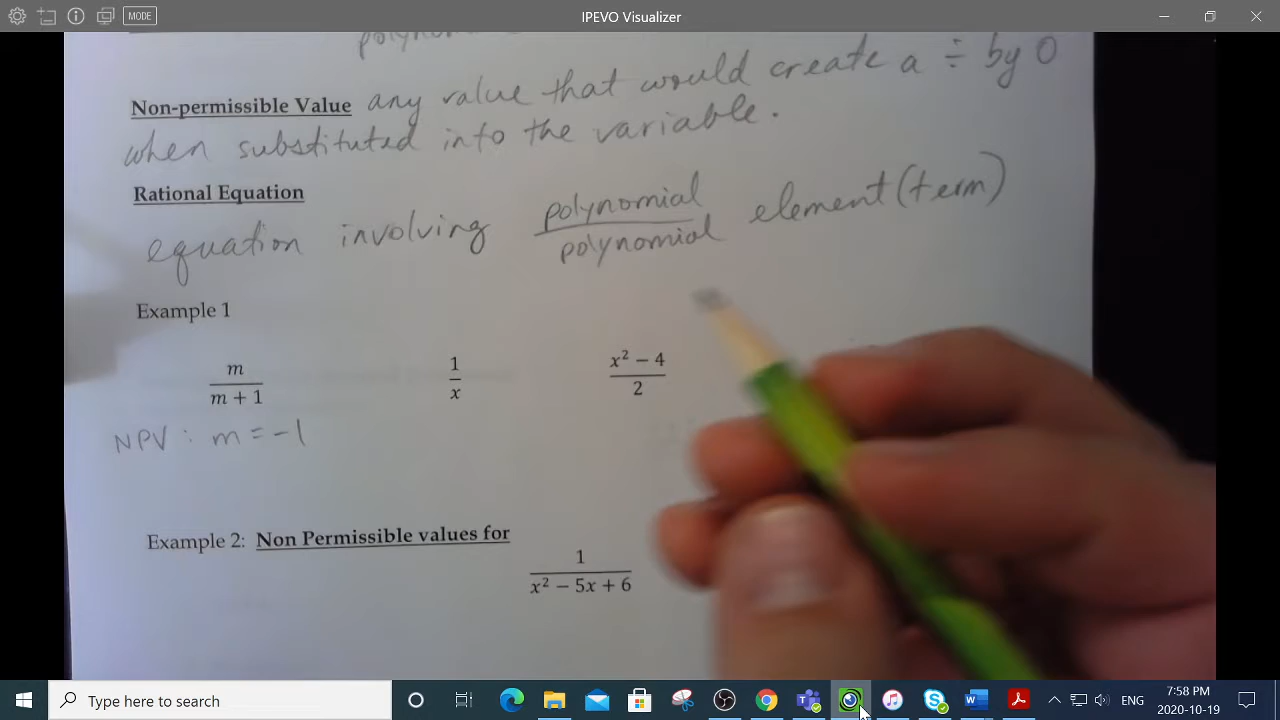 MODE
IPEVO Visualizer
Non-permissible Value any value that would create a ÷ by 0
when substituted into the variable.
Rational Equation
equation involving polynomial/polynomial element (term)
Example 1
m/(m + 1)
1/x
(x² − 4)/2
NPV : m = -1
Example 2: Non Permissible values for
1/(x² − 5x + 6)
Type here to search
ENG
7:58 PM
2020-10-19